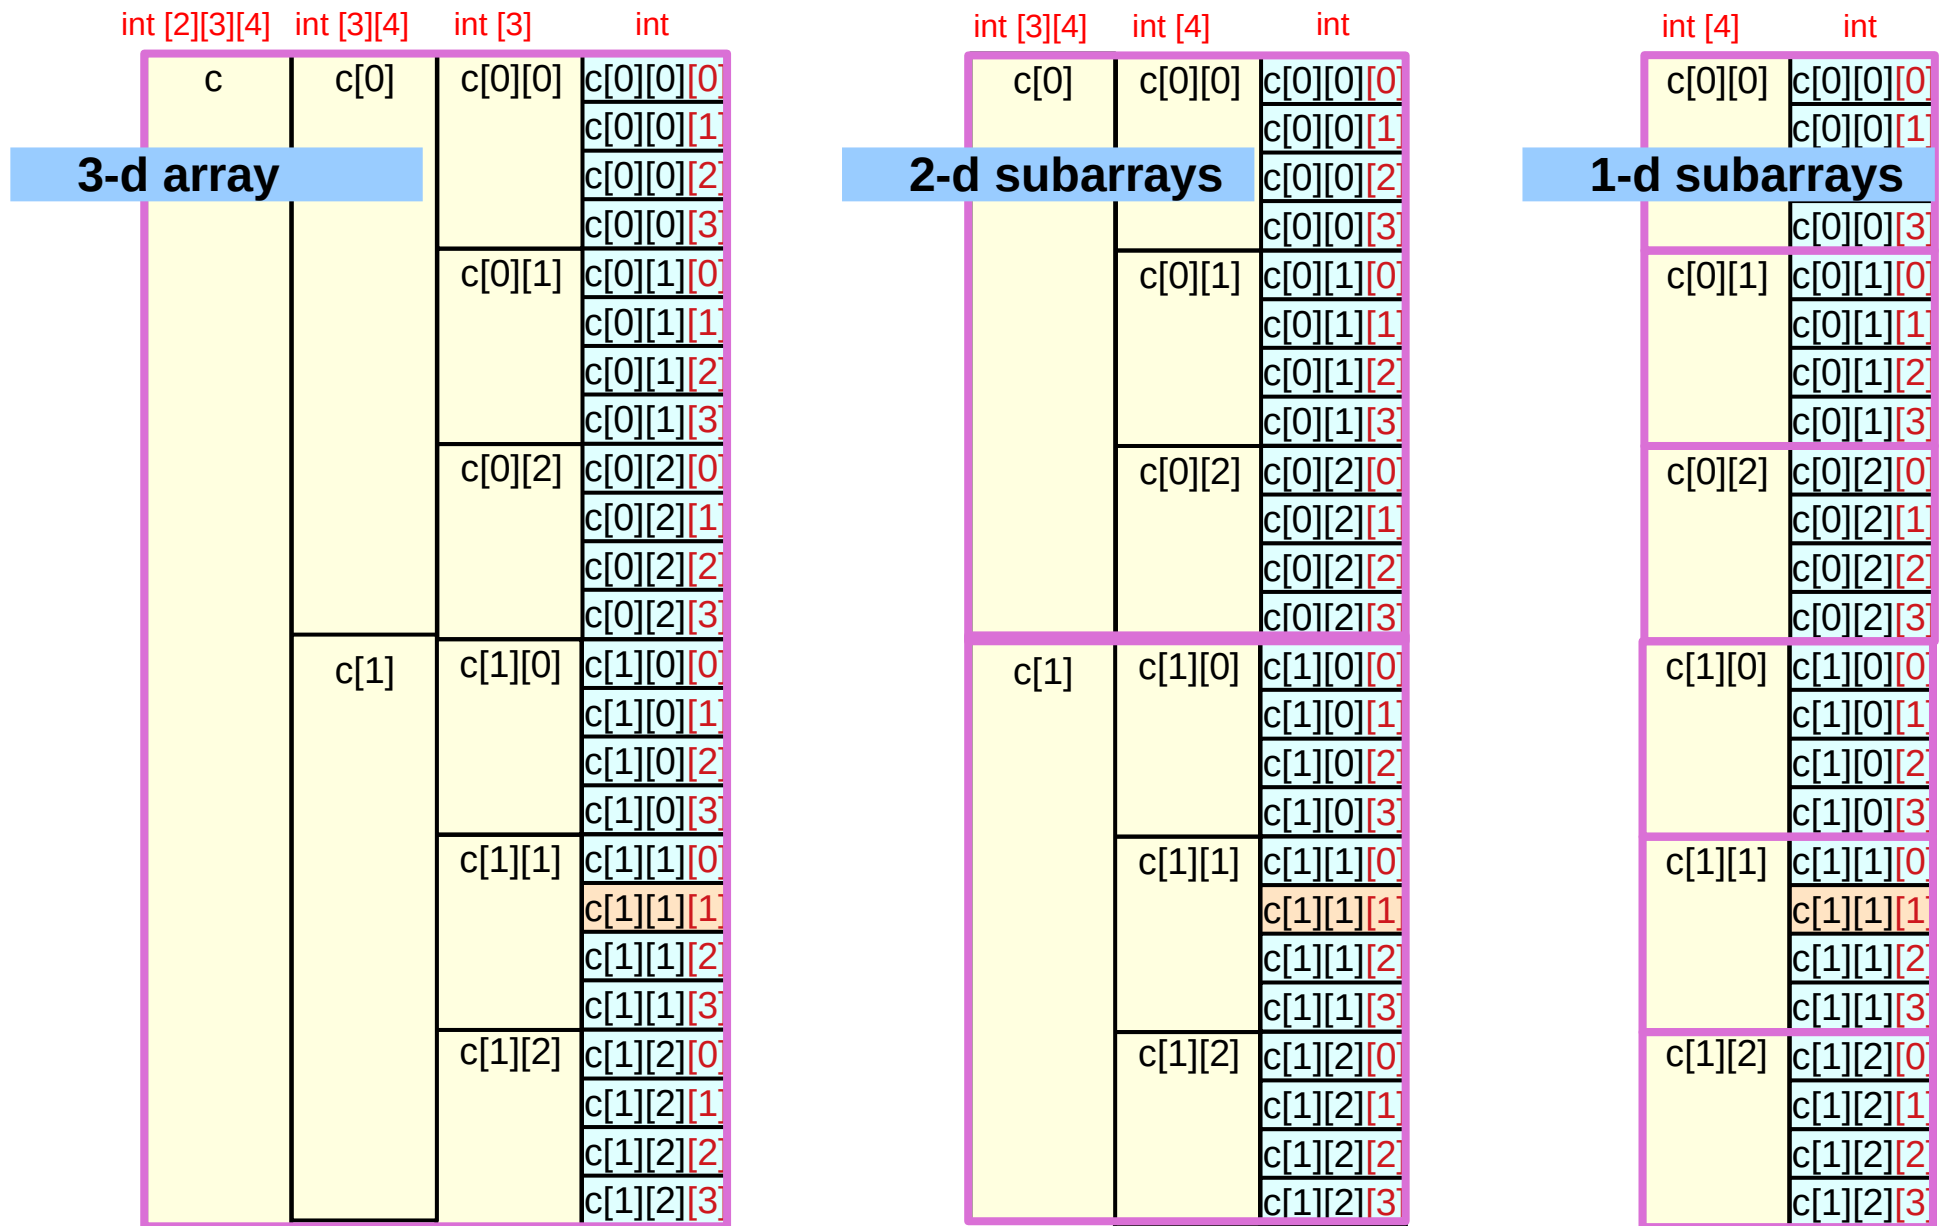 int [2][3][4] int [3][4] int [3] int
c c[0] c[0][0] c[0][0][0]
c[0][0][1]
3-d array c[0][0][2]
c[0][0][3]
c[0][1] c[0][1][0]
c[0][1][1]
c[0][1][2]
c[0][1][3]
c[0][2] c[0][2][0]
c[0][2][1]
c[0][2][2]
c[0][2][3]
c[1] c[1][0] c[1][0][0]
c[1][0][1]
c[1][0][2]
c[1][0][3]
c[1][1] c[1][1][0]
c[1][1][1]
c[1][1][2]
c[1][1][3]
c[1][2] c[1][2][0]
c[1][2][1]
c[1][2][2]
c[1][2][3]
int [3][4] int [4] int
c[0] c[0][0] c[0][0][0]
c[0][0][1]
2-d subarrays c[0][0][2]
c[0][0][3]
c[0][1] c[0][1][0]
c[0][1][1]
c[0][1][2]
c[0][1][3]
c[0][2] c[0][2][0]
c[0][2][1]
c[0][2][2]
c[0][2][3]
c[1] c[1][0] c[1][0][0]
c[1][0][1]
c[1][0][2]
c[1][0][3]
c[1][1] c[1][1][0]
c[1][1][1]
c[1][1][2]
c[1][1][3]
c[1][2] c[1][2][0]
c[1][2][1]
c[1][2][2]
c[1][2][3]
int [4] int
c[0][0] c[0][0][0]
c[0][0][1]
1-d subarrays
c[0][0][3]
c[0][1] c[0][1][0]
c[0][1][1]
c[0][1][2]
c[0][1][3]
c[0][2] c[0][2][0]
c[0][2][1]
c[0][2][2]
c[0][2][3]
c[1][0] c[1][0][0]
c[1][0][1]
c[1][0][2]
c[1][0][3]
c[1][1] c[1][1][0]
c[1][1][1]
c[1][1][2]
c[1][1][3]
c[1][2] c[1][2][0]
c[1][2][1]
c[1][2][2]
c[1][2][3]